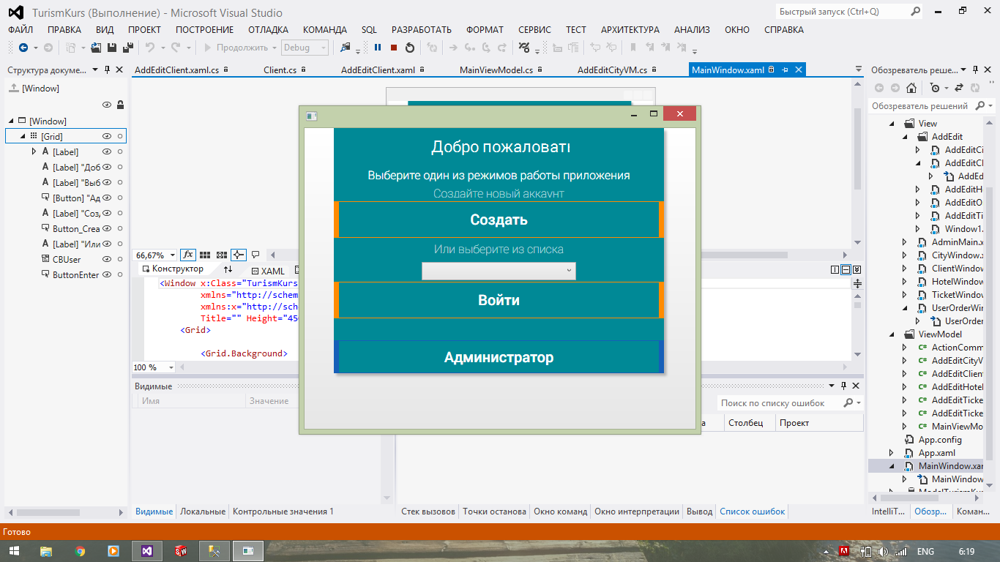 TurismKurs (Выполнение) - Microsoft Visual Studio
Быстрый запуск (Ctrl+Q)
ФАЙЛ ПРАВКА ВИД ПРОЕКТ ПОСТРОЕНИЕ ОТЛАДКА КОМАНДА SQL РАЗРАБОТАТЬ ФОРМАТ СЕРВИС ТЕСТ АРХИТЕКТУРА АНАЛИЗ ОКНО СПРАВКА
Продолжить Debug
Структура докуме...
AddEditClient.xaml.cs Client.cs AddEditClient.xaml MainViewModel.cs AddEditCityVM.cs MainWindow.xaml
Обозреватель реше...
[Window]
Обозреватель решений
[Window]
[Grid]
[Label]
[Label] "Доб
[Label] "Выб
[Button] "Ад
[Label] "Соз
Button_Crea
[Label] "Или
CBUser
ButtonEnter
Добро пожаловать
Выберите один из режимов работы приложения
Создайте новый аккаунт
Создать
Или выберите из списка
Войти
Администратор
66,67%
Конструктор XAML
<Window x:Class="TurismKurs
xmlns="http://schem
xmlns:x="http://sch
Title="" Height="450
<Grid>
<Grid.Background>
100 %
Видимые
Имя Значение
Поиск по списку ошибок
а Столбец Проект
View
AddEdit
AddEditCi
AddEditCl
AddEd
AddEditH
AddEditO
AddEditTi
Window1.
AdminMain.x
CityWindow.x
ClientWindow
HotelWindow
TicketWindow
UserOrderWin
UserOrder
ViewModel
ActionComm
AddEditCityV
AddEditClien
AddEditHotel
AddEditTicke
AddEditTicke
MainViewMo
App.config
App.xaml
MainWindow.xam
MainWindow
ModelTurismKu
Видимые Локальные Контрольные значения 1
Стек вызовов Точки останова Окно команд Окно интерпретации Вывод Список ошибок
IntelliT... Обозр... Коман...
Готово
ENG 6:19